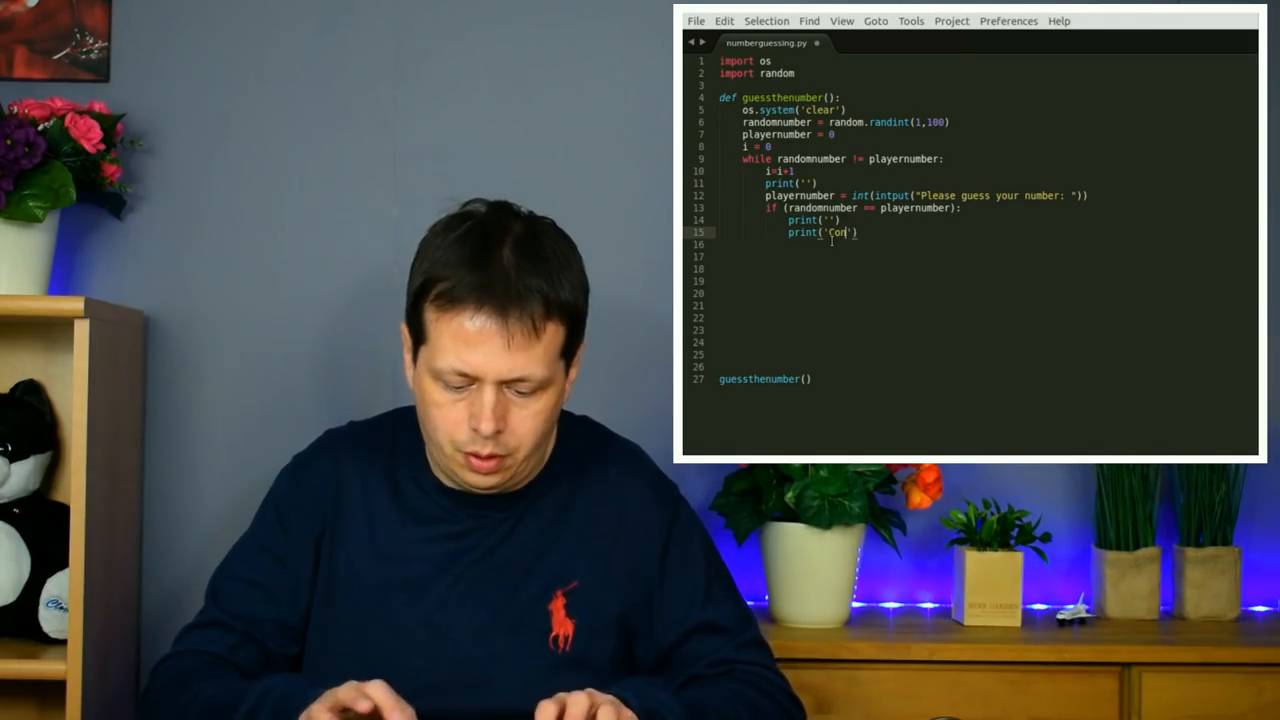 File Edit Selection Find View Goto Tools Project Preferences Help
numberguessing.py
1 import os
2 import random
3
4 def guessthenumber():
5 os.system('clear')
6 randomnumber = random.randint(1,100)
7 playernumber = 0
8 i = 0
9 while randomnumber != playernumber:
10 i=i+1
11 print('')
12 playernumber = int(intput("Please guess your number: "))
13 if (randomnumber == playernumber):
14 print('')
15 print('Con')
16
17
18
19
20
21
22
23
24
25
26
27 guessthenumber()
HERB GARDEN